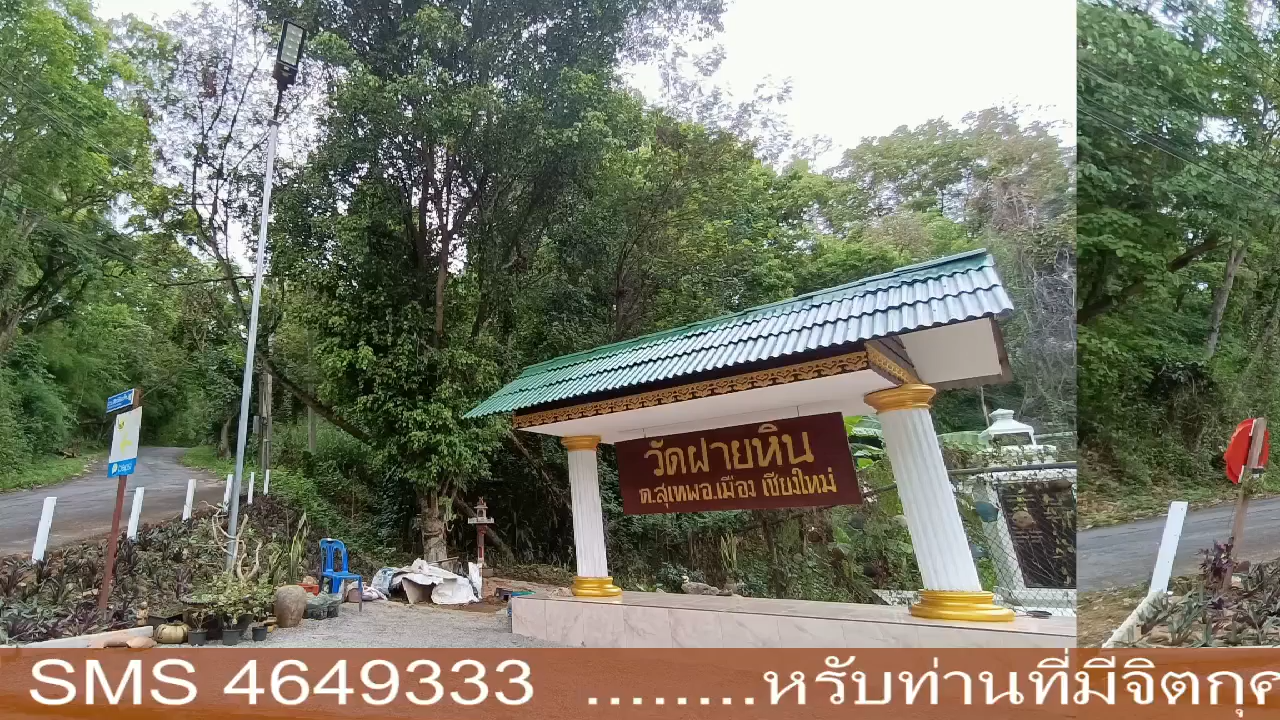 วัดฝายหิน
ต.สุเทพอ.เมือง เชียงใหม่
SMS 4649333 ........หรับท่านที่มีจิตกุศ